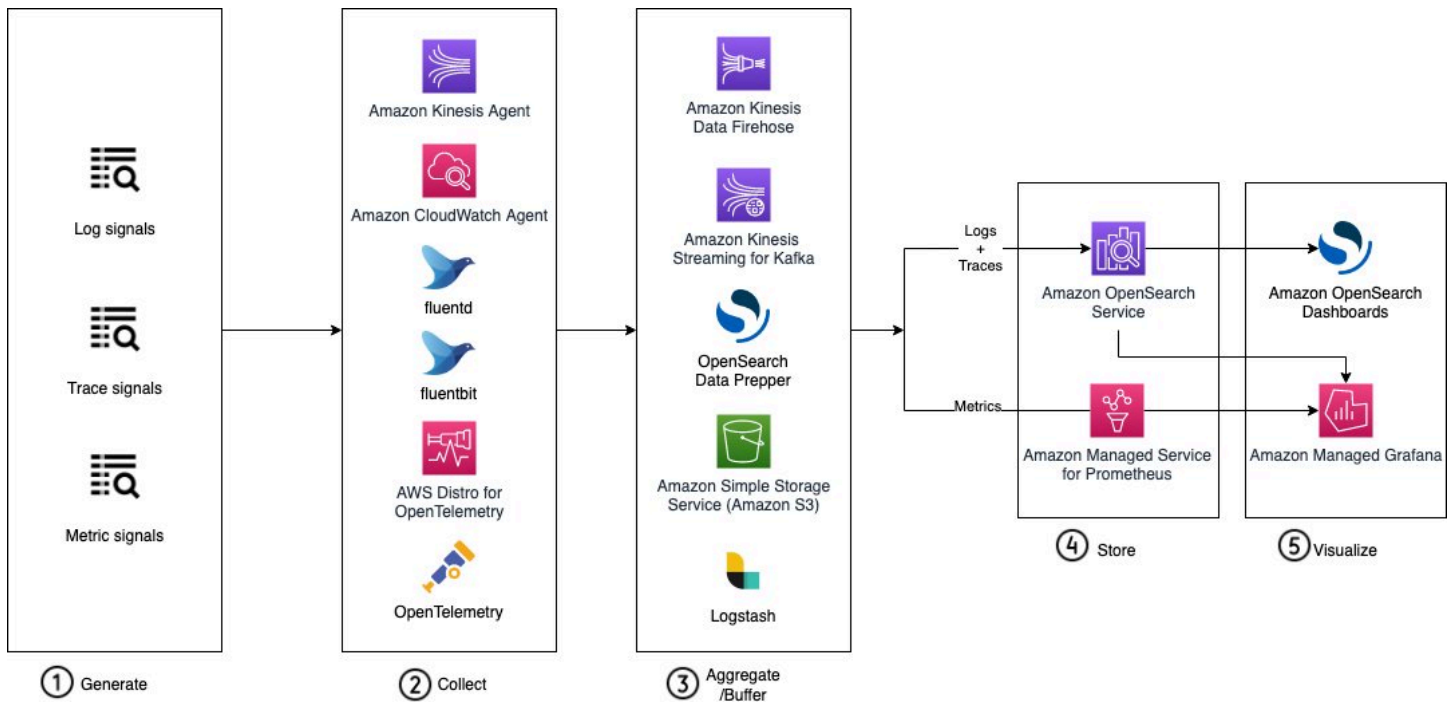 Log signals
Trace signals
Metric signals
1 Generate
Amazon Kinesis Agent
Amazon CloudWatch Agent
fluentd
fluentbit
AWS Distro for
OpenTelemetry
OpenTelemetry
2 Collect
Amazon Kinesis
Data Firehose
Amazon Kinesis
Streaming for Kafka
OpenSearch
Data Prepper
Amazon Simple Storage
Service (Amazon S3)
Logstash
3 Aggregate
/Buffer
Logs
+
Traces
Metrics
Amazon OpenSearch
Service
Amazon Managed Service
for Prometheus
4 Store
Amazon OpenSearch
Dashboards
Amazon Managed Grafana
5 Visualize